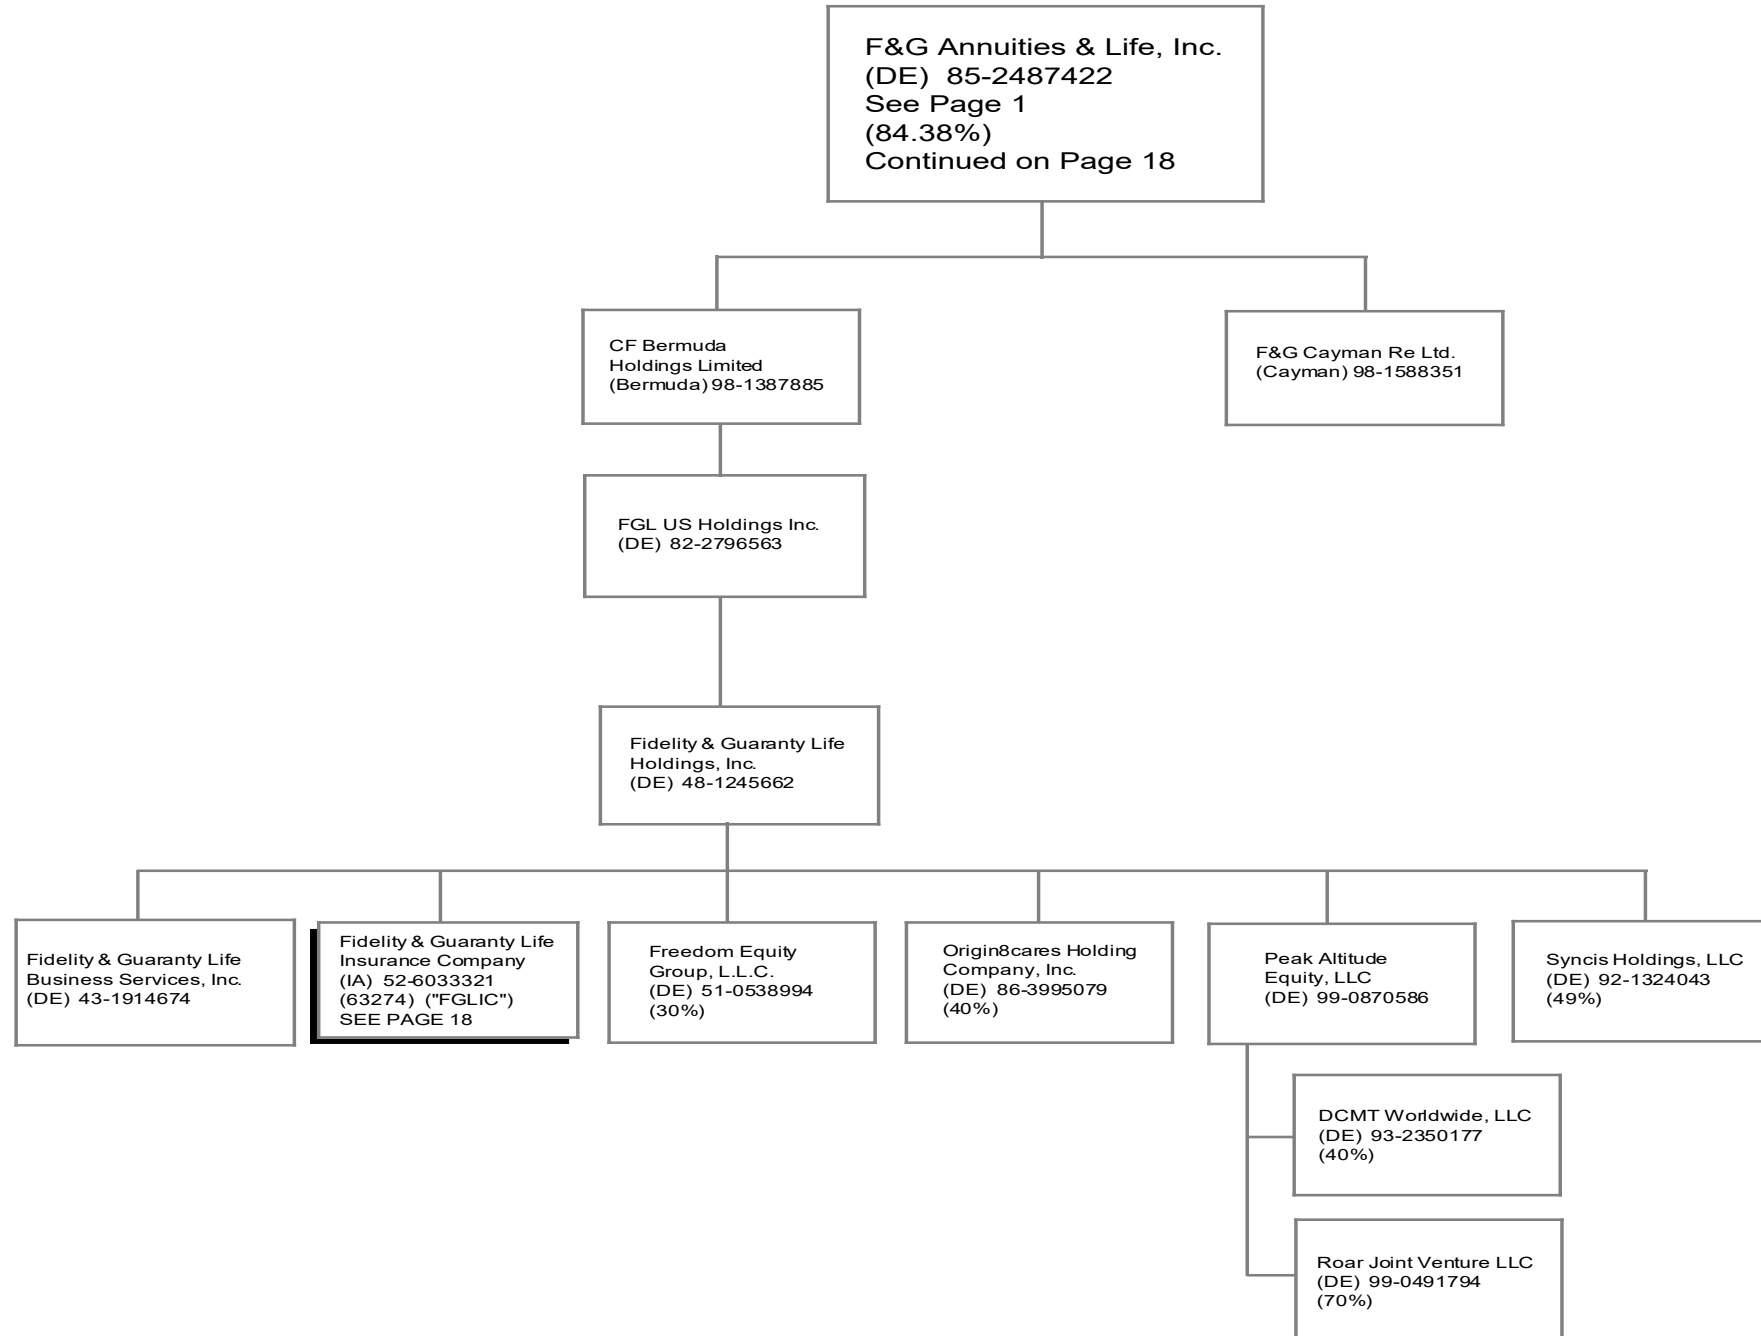 F&G Annuities & Life, Inc.
(DE) 85-2487422
See Page 1
(84.38%)
Continued on Page 18
CF Bermuda
Holdings Limited
(Bermuda) 98-1387885
F&G Cayman Re Ltd.
(Cayman) 98-1588351
FGL US Holdings Inc.
(DE) 82-2796563
Fidelity & Guaranty Life
Holdings, Inc.
(DE) 48-1245662
Fidelity & Guaranty Life
Business Services, Inc.
(DE) 43-1914674
Fidelity & Guaranty Life
Insurance Company
(IA) 52-6033321
(63274) ("FGLIC")
SEE PAGE 18
Freedom Equity
Group, L.L.C.
(DE) 51-0538994
(30%)
Origin8cares Holding
Company, Inc.
(DE) 86-3995079
(40%)
Peak Altitude
Equity, LLC
(DE) 99-0870586
Syncis Holdings, LLC
(DE) 92-1324043
(49%)
DCMT Worldwide, LLC
(DE) 93-2350177
(40%)
Roar Joint Venture LLC
(DE) 99-0491794
(70%)